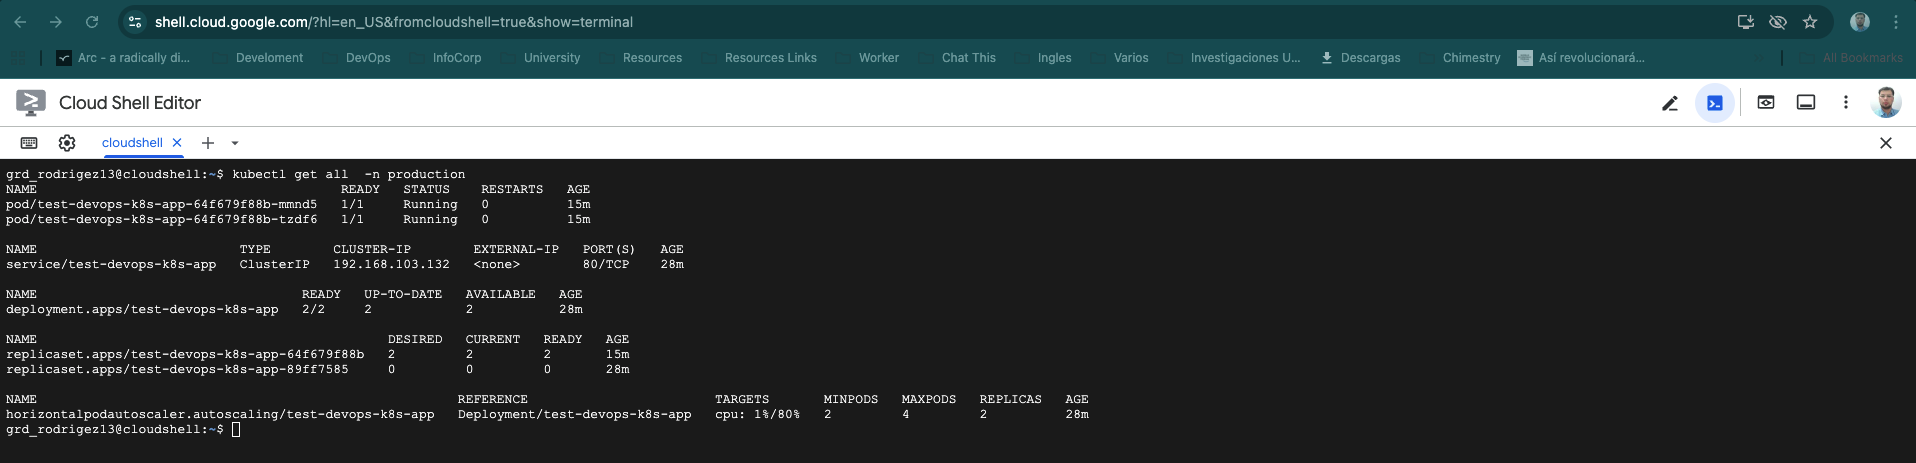 shell.cloud.google.com/?hl=en_US&fromcloudshell=true&show=terminal
Arc - a radically di... Develoment DevOps InfoCorp University Resources Resources Links Worker Chat This Ingles Varios Investigaciones U... Descargas Chimestry Así revolucionará... All Bookmarks
Cloud Shell Editor
cloudshell
grd_rodrigez13@cloudshell:~$ kubectl get all  -n production
NAME READY STATUS RESTARTS AGE
pod/test-devops-k8s-app-64f679f88b-mmnd5 1/1 Running 0 15m
pod/test-devops-k8s-app-64f679f88b-tzdf6 1/1 Running 0 15m
NAME TYPE CLUSTER-IP EXTERNAL-IP PORT(S) AGE
service/test-devops-k8s-app ClusterIP 192.168.103.132 <none> 80/TCP 28m
NAME READY UP-TO-DATE AVAILABLE AGE
deployment.apps/test-devops-k8s-app 2/2 2 2 28m
NAME DESIRED CURRENT READY AGE
replicaset.apps/test-devops-k8s-app-64f679f88b 2 2 2 15m
replicaset.apps/test-devops-k8s-app-89ff7585 0 0 0 28m
NAME REFERENCE TARGETS MINPODS MAXPODS REPLICAS AGE
horizontalpodautoscaler.autoscaling/test-devops-k8s-app Deployment/test-devops-k8s-app cpu: 1%/80% 2 4 2 28m
grd_rodrigez13@cloudshell:~$